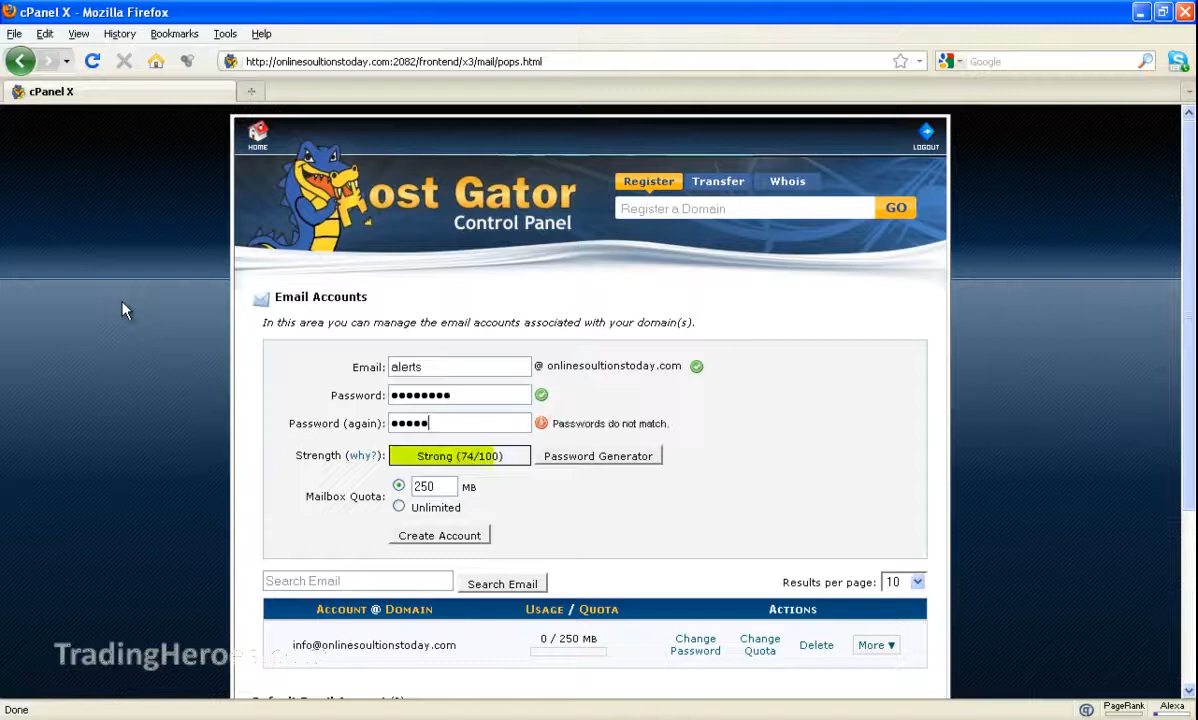 cPanel X - Mozilla Firefox
File Edit View History Bookmarks Tools Help
http://onlinesoultionstoday.com:2082/frontend/x3/mail/pops.html
Google
cPanel X
HOME
LOGOUT
ost Gator
Control Panel
Register Transfer Whois
Register a Domain GO
Email Accounts
In this area you can manage the email accounts associated with your domain(s).
Email: alerts @ onlinesoultionstoday.com
Password: ●●●●●●●●
Password (again): ●●●●● Passwords do not match.
Strength (why?): Strong (74/100) Password Generator
Mailbox Quota: 250 MB
Unlimited
Create Account
Search Email Search Email Results per page: 10
ACCOUNT @ DOMAIN USAGE / QUOTA ACTIONS
info@onlinesoultionstoday.com 0 / 250 MB Change Password Change Quota Delete More ▼
TradingHeroes
Done PageRank Alexa